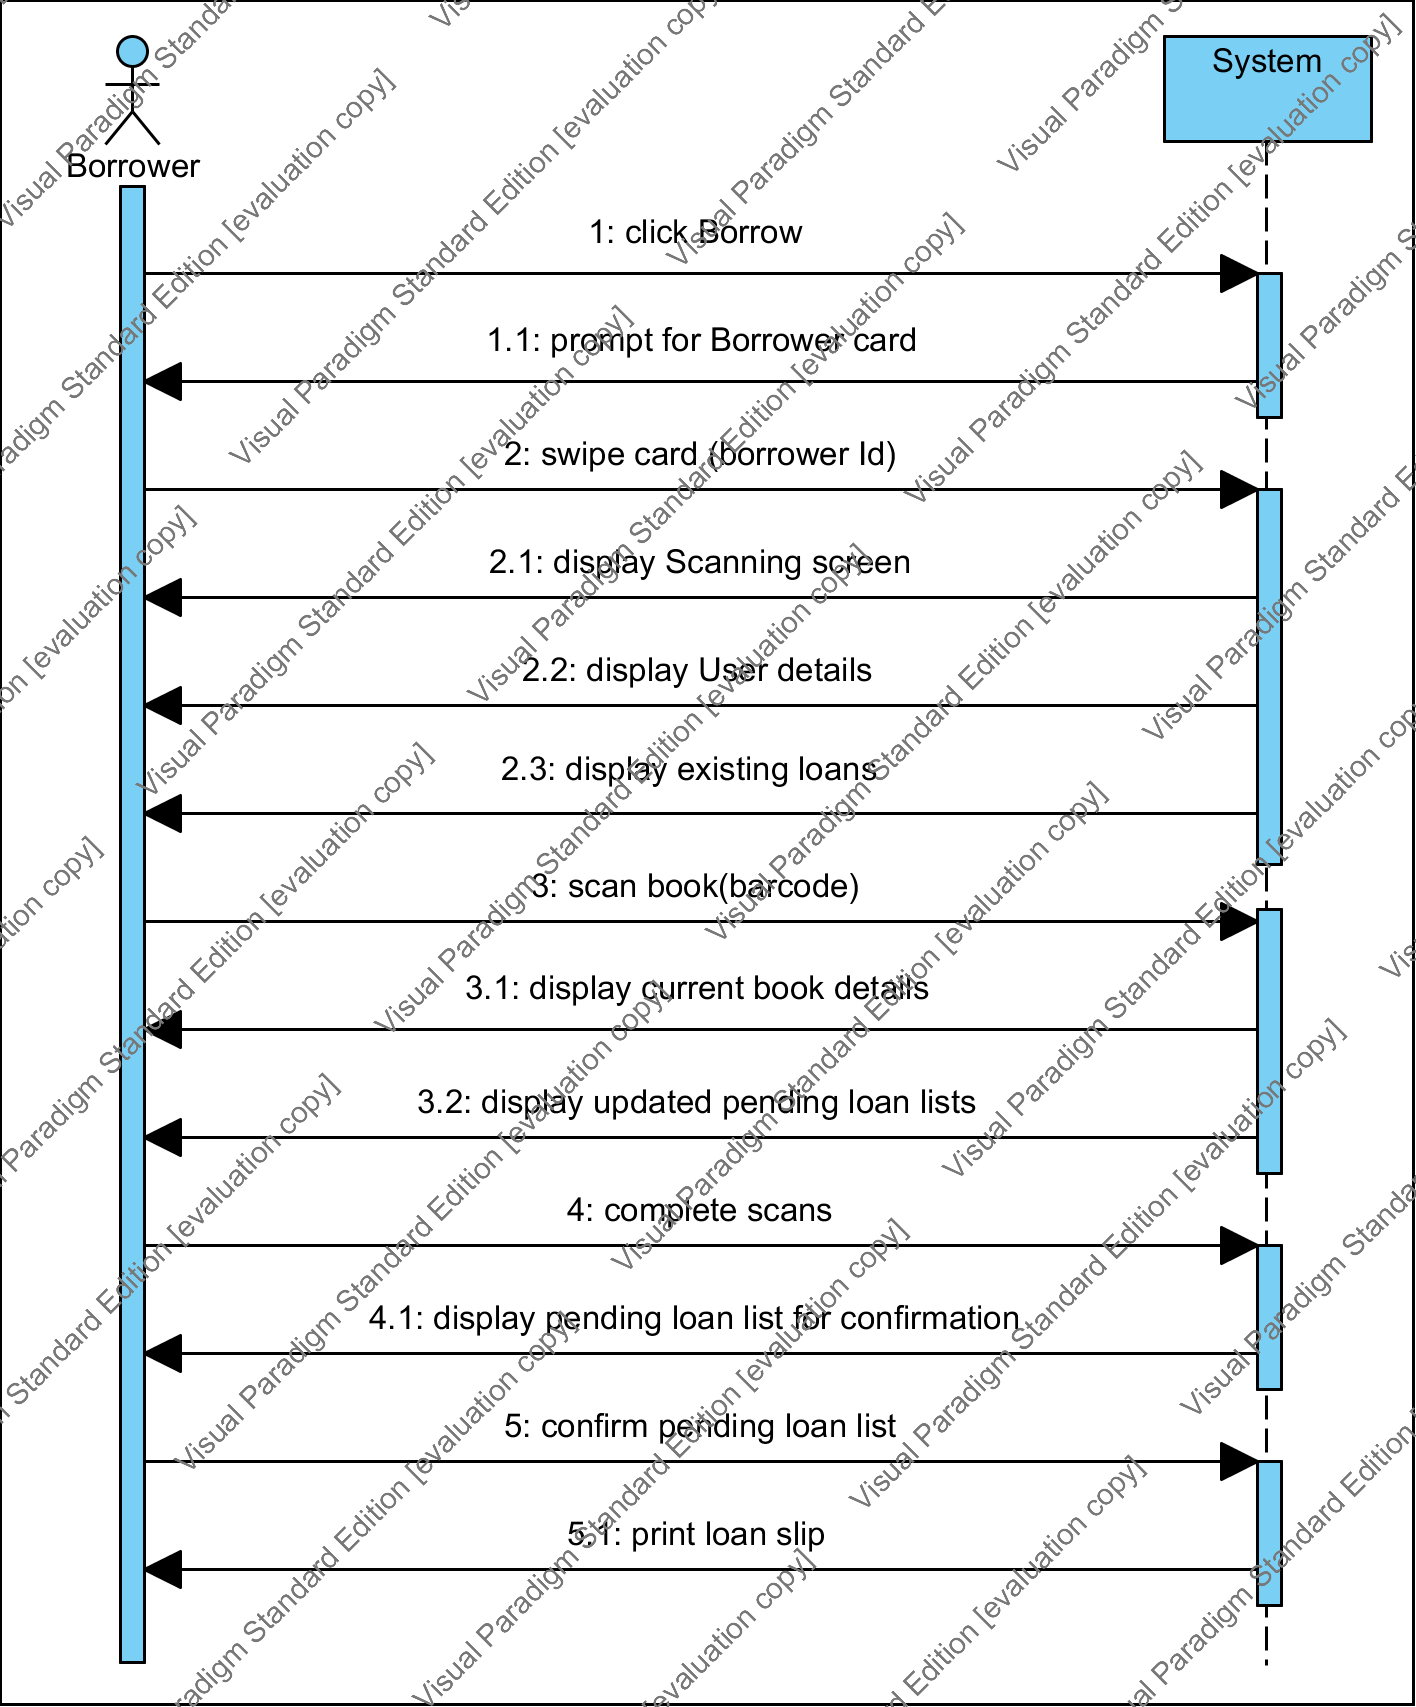 System
Borrower
1: click Borrow
1.1: prompt for Borrower card
2: swipe card (borrower Id)
2.1: display Scanning screen
2.2: display User details
2.3: display existing loans
3: scan book(barcode)
3.1: display current book details
3.2: display updated pending loan lists
4: complete scans
4.1: display pending loan list for confirmation
5: confirm pending loan list
5.1: print loan slip
Visual Paradigm Standard Edition [evaluation copy]